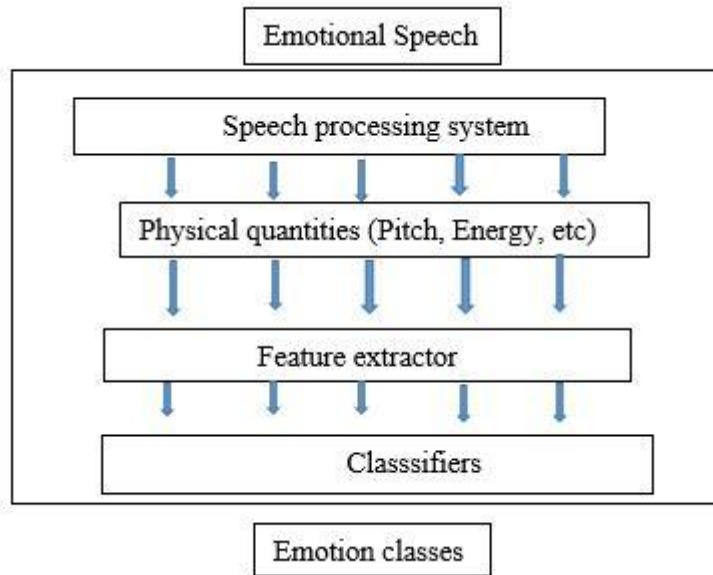 Emotional Speech
Speech processing system
Physical quantities (Pitch, Energy, etc)
Feature extractor
Classsifiers
Emotion classes